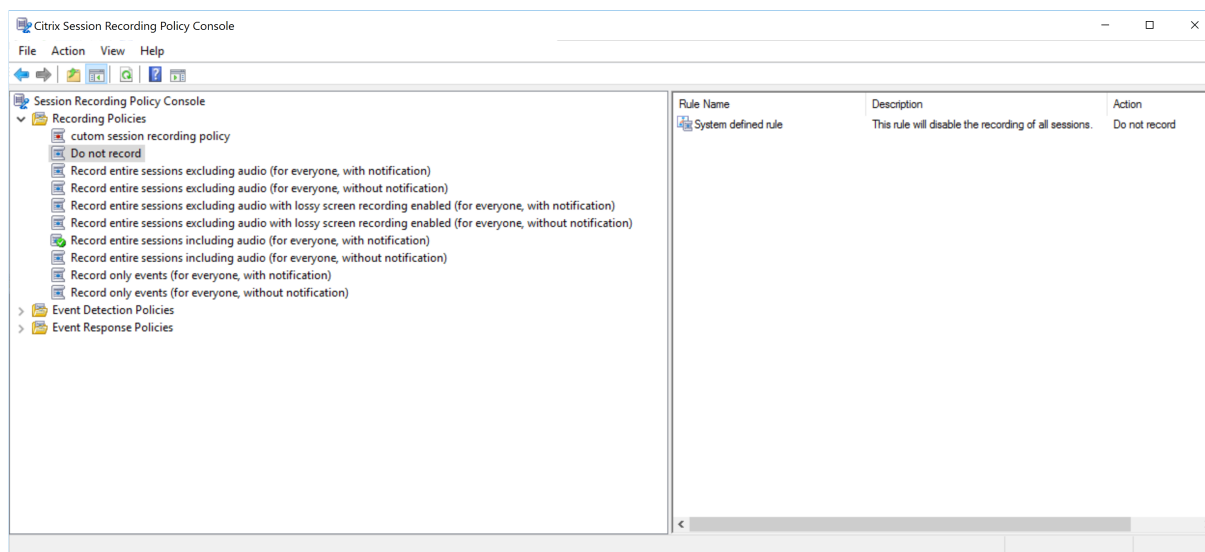 Citrix Session Recording Policy Console
File Action View Help
Session Recording Policy Console
Recording Policies
cutom session recording policy
Do not record
Record entire sessions excluding audio (for everyone, with notification)
Record entire sessions excluding audio (for everyone, without notification)
Record entire sessions excluding audio with lossy screen recording enabled (for everyone, with notification)
Record entire sessions excluding audio with lossy screen recording enabled (for everyone, without notification)
Record entire sessions including audio (for everyone, with notification)
Record entire sessions including audio (for everyone, without notification)
Record only events (for everyone, with notification)
Record only events (for everyone, without notification)
Event Detection Policies
Event Response Policies
Rule Name Description Action
System defined rule This rule will disable the recording of all sessions. Do not record